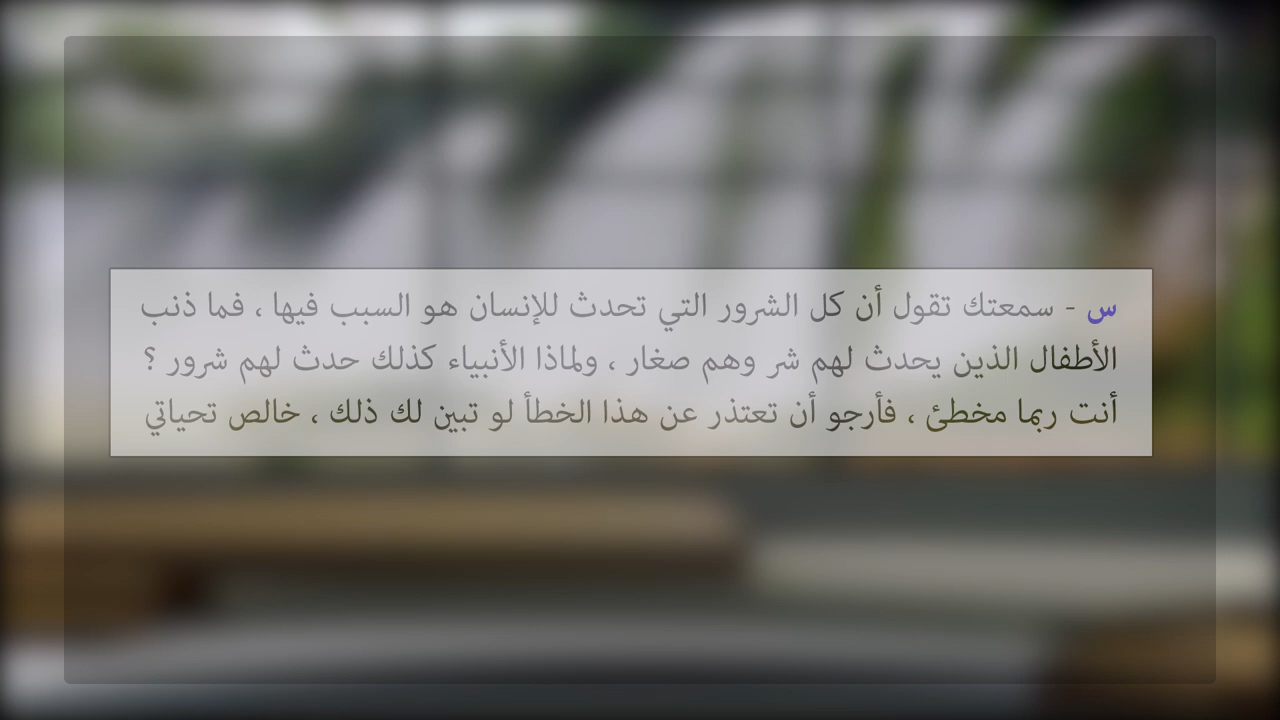 س - سمعتك تقول أن كل الشرور التي تحدث للإنسان هو السبب فيها ، فما ذنب
الأطفال الذين يحدث لهم شر وهم صغار ، ولماذا الأنبياء كذلك حدث لهم شرور ؟
أنت ربما مخطئ ، فأرجو أن تعتذر عن هذا الخطأ لو تبين لك ذلك ، خالص تحياتي